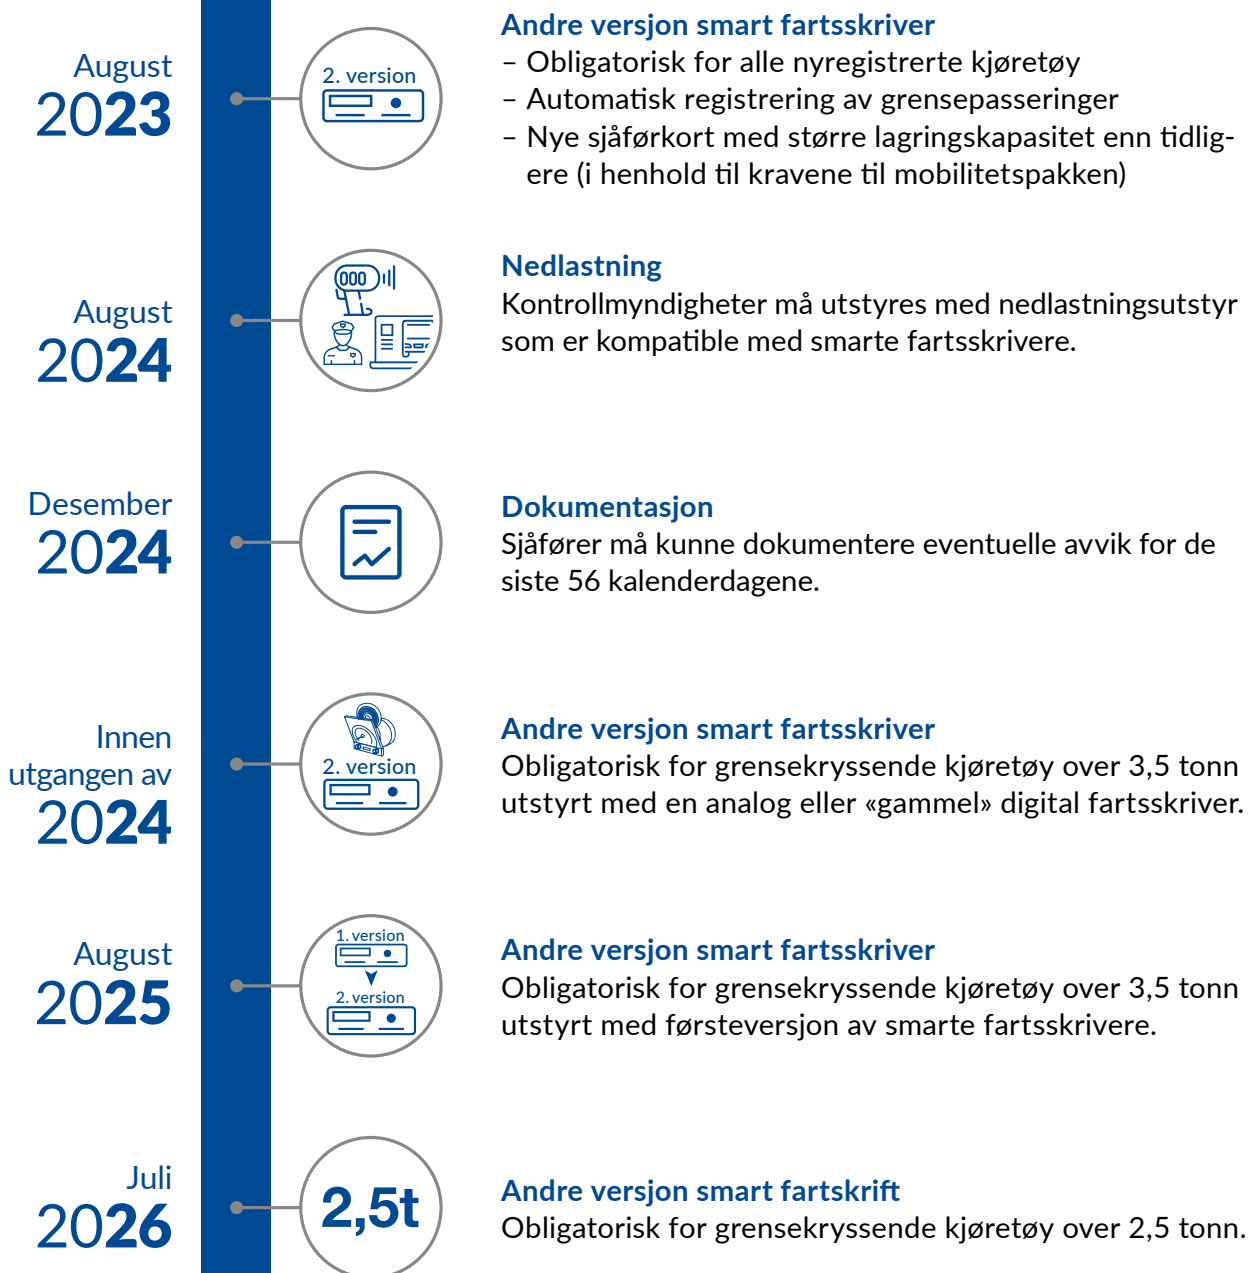 August
2023
2. version
Andre versjon smart fartsskriver
– Obligatorisk for alle nyregistrerte kjøretøy
– Automatisk registrering av grensepasseringer
– Nye sjåførkort med større lagringskapasitet enn tidlig-
ere (i henhold til kravene til mobilitetspakken)
August
2024
000
Nedlastning
Kontrollmyndigheter må utstyres med nedlastningsutstyr
som er kompatible med smarte fartsskrivere.
Desember
2024
Dokumentasjon
Sjåfører må kunne dokumentere eventuelle avvik for de
siste 56 kalenderdagene.
Innen
utgangen av
2024
2. version
Andre versjon smart fartsskriver
Obligatorisk for grensekryssende kjøretøy over 3,5 tonn
utstyrt med en analog eller «gammel» digital fartsskriver.
August
2025
1. version
2. version
Andre versjon smart fartsskriver
Obligatorisk for grensekryssende kjøretøy over 3,5 tonn
utstyrt med førsteversjon av smarte fartsskrivere.
Juli
2026
2,5t
Andre versjon smart fartskrift
Obligatorisk for grensekryssende kjøretøy over 2,5 tonn.